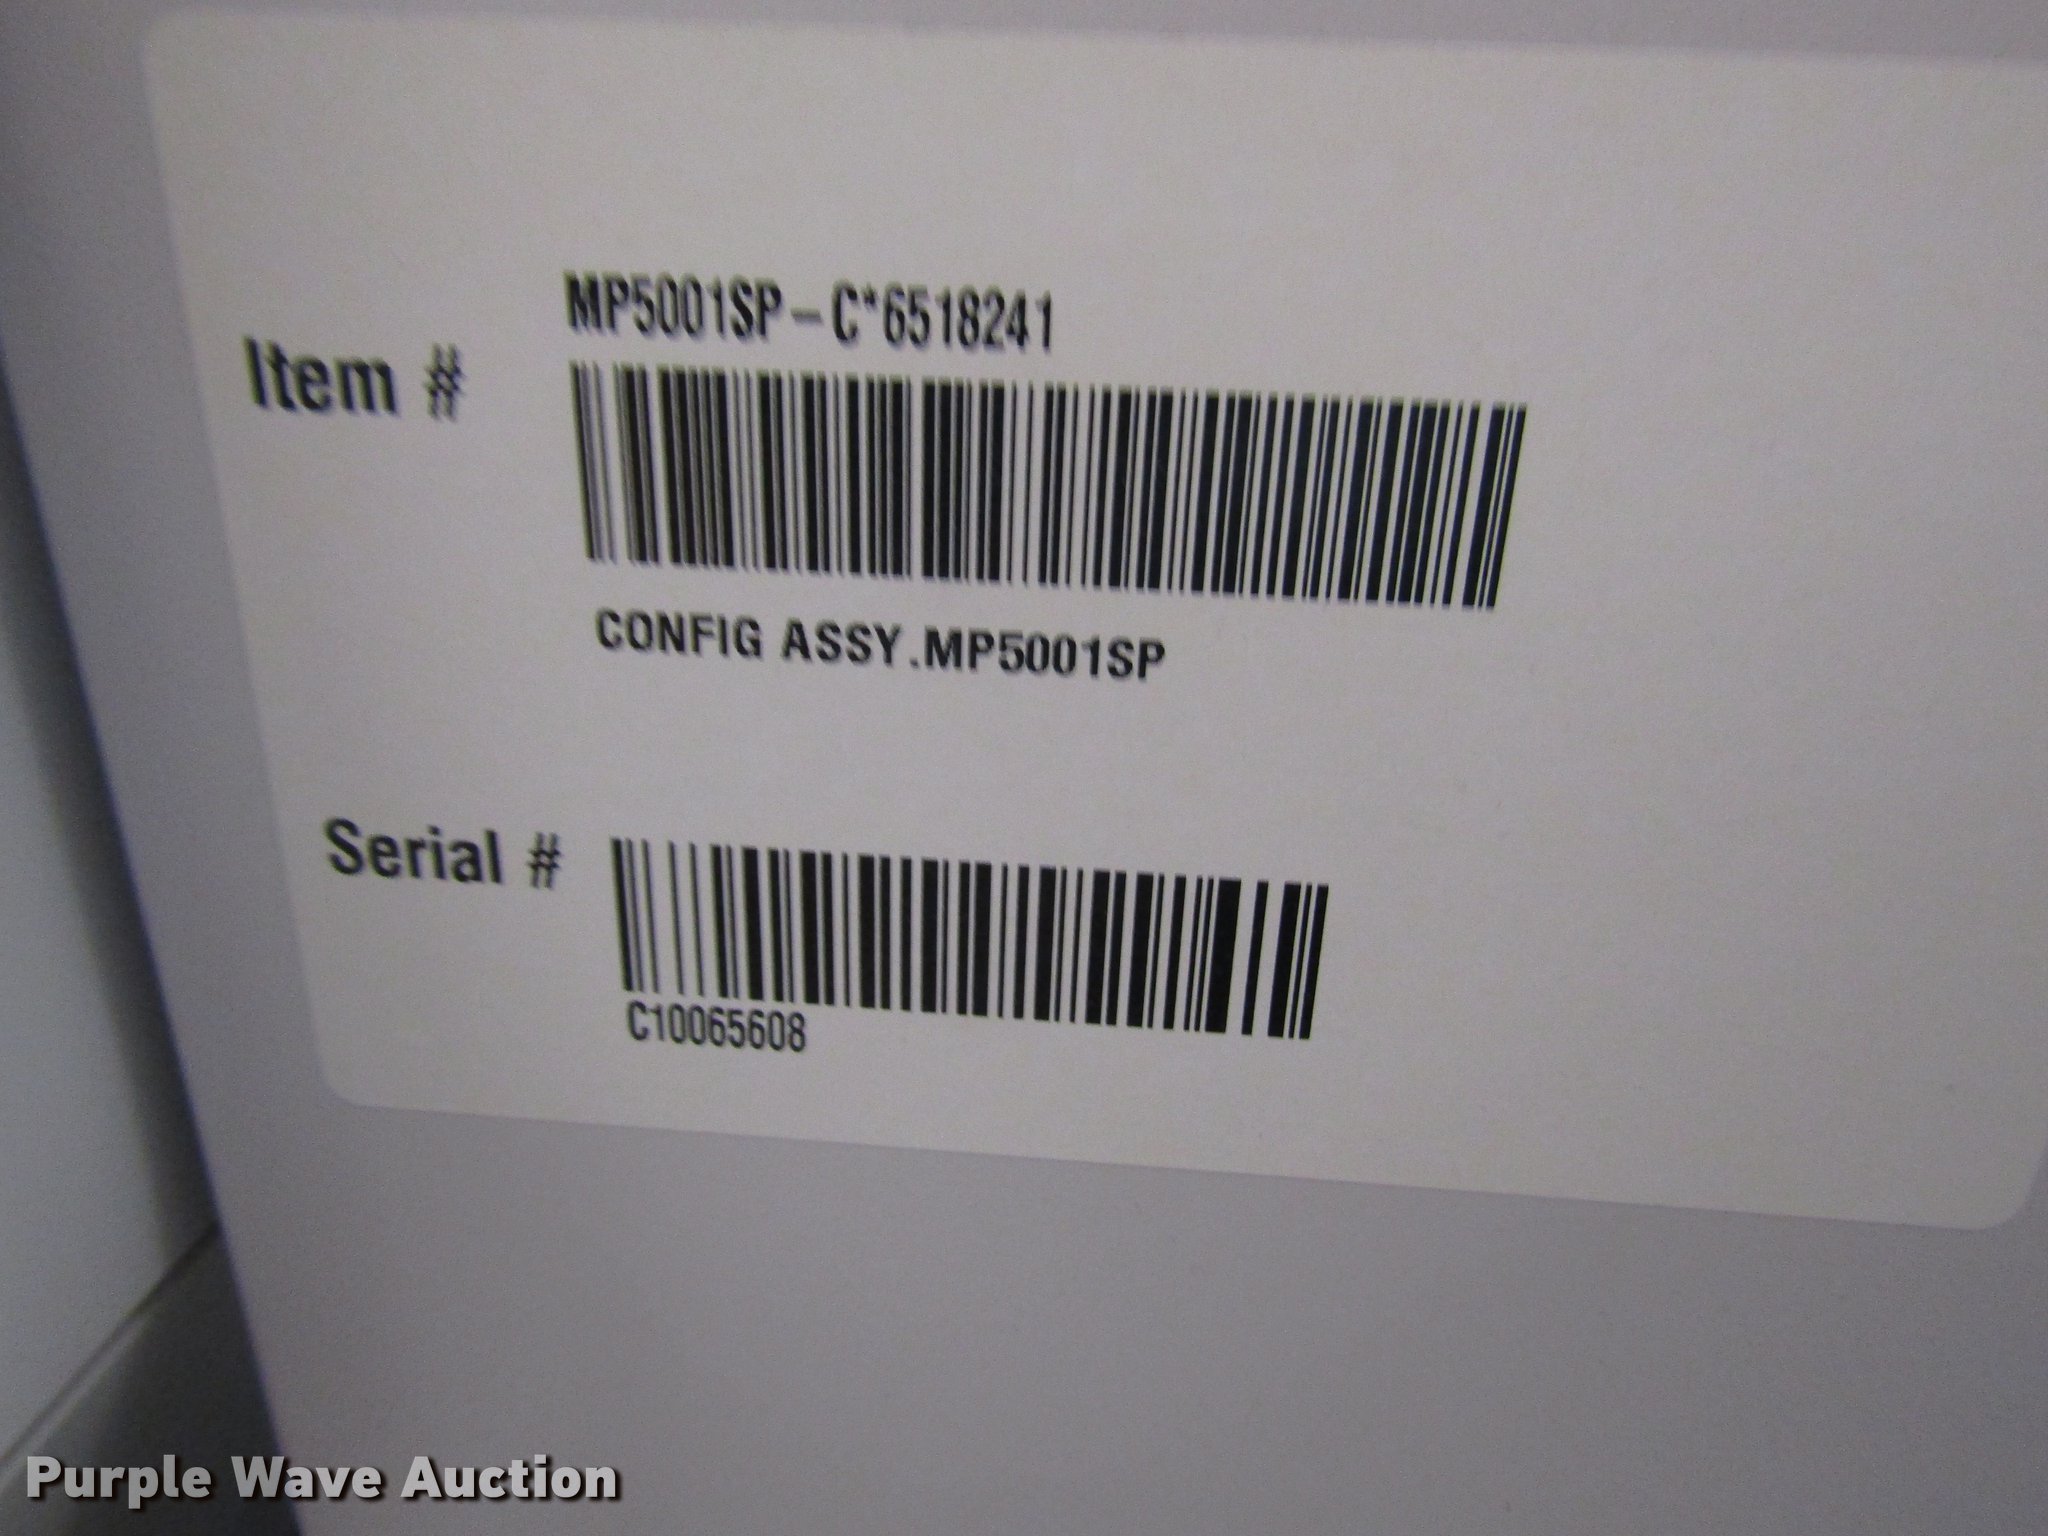 MP5001SP-C*6518241
Item #
CONFIG ASSY.MP5001SP
Serial #
C10065608
Purple Wave Auction